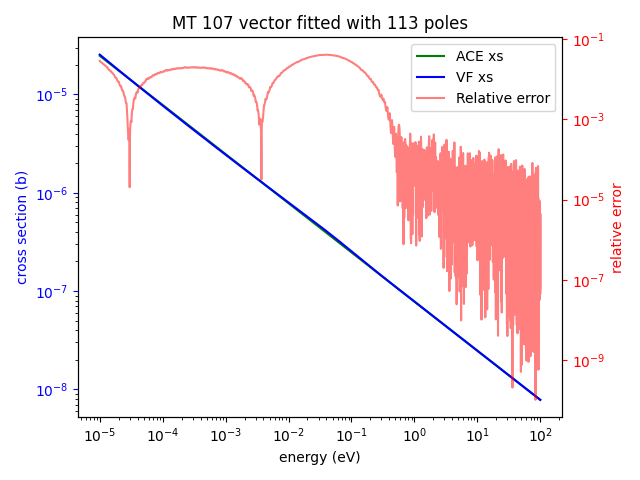 MT 107 vector fitted with 113 poles
ACE xs
VF xs
Relative error
cross section (b)
10⁻⁵
10⁻⁶
10⁻⁷
10⁻⁸
10⁻¹
10⁻³
10⁻⁵
10⁻⁷
10⁻⁹
relative error
10⁻⁵ 10⁻⁴ 10⁻³ 10⁻² 10⁻¹ 10⁰ 10¹ 10²
energy (eV)